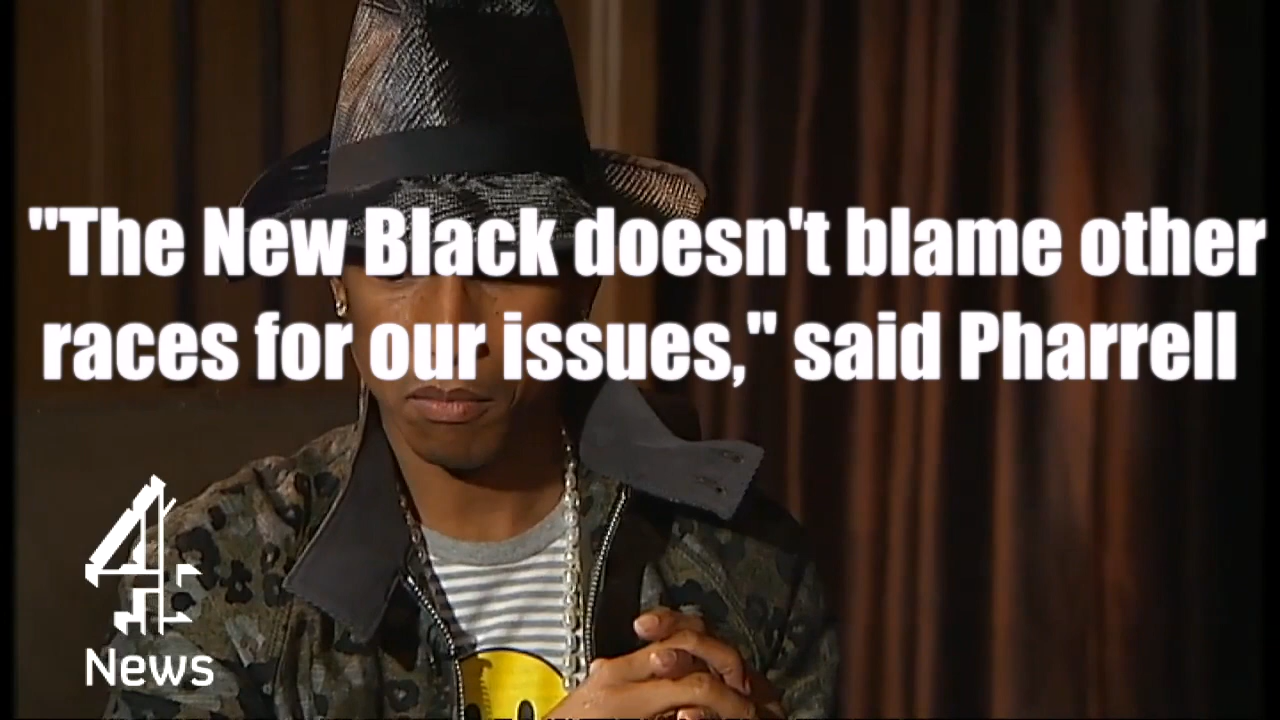 "The New Black doesn't blame other
races for our issues," said Pharrell
4
News